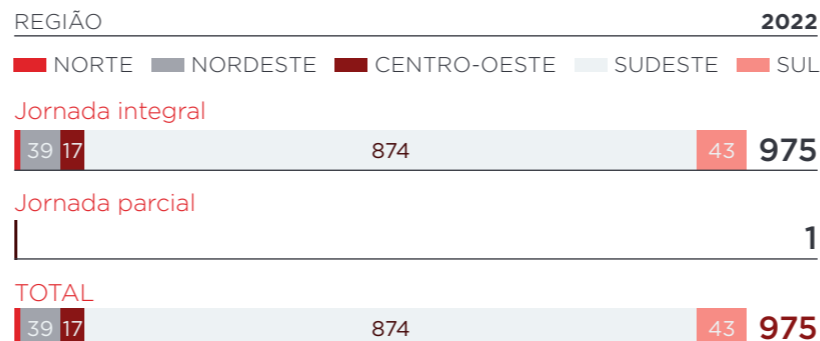 REGIÃO 2022
NORTE NORDESTE CENTRO-OESTE SUDESTE SUL
Jornada integral
39 17 874 43 975
Jornada parcial
1
TOTAL
39 17 874 43 975